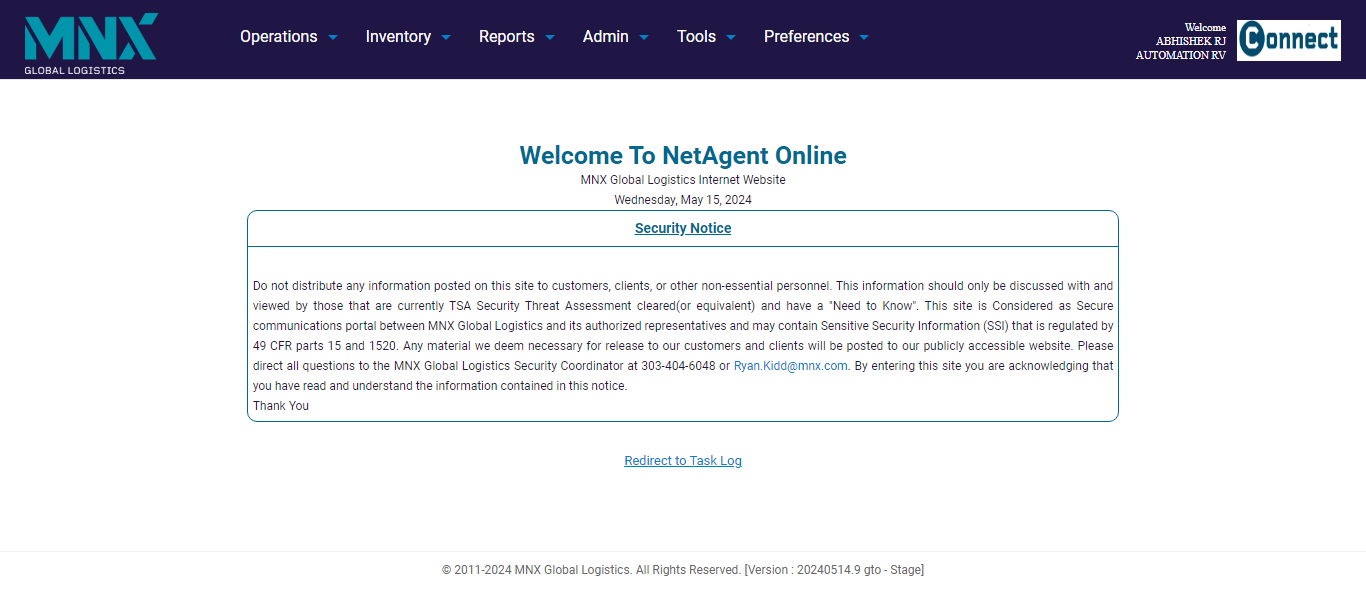 MNX
GLOBAL LOGISTICS
Operations
Inventory
Reports
Admin
Tools
Preferences
Welcome
ABHISHEK RJ
AUTOMATION RV
Connect
Welcome To NetAgent Online
MNX Global Logistics Internet Website
Wednesday, May 15, 2024
Security Notice
Do not distribute any information posted on this site to customers, clients, or other non-essential personnel. This information should only be discussed with and
viewed by those that are currently TSA Security Threat Assessment cleared(or equivalent) and have a "Need to Know". This site is Considered as Secure
communications portal between MNX Global Logistics and its authorized representatives and may contain Sensitive Security Information (SSI) that is regulated by
49 CFR parts 15 and 1520. Any material we deem necessary for release to our customers and clients will be posted to our publicly accessible website. Please
direct all questions to the MNX Global Logistics Security Coordinator at 303-404-6048 or Ryan.Kidd@mnx.com. By entering this site you are acknowledging that
you have read and understand the information contained in this notice.
Thank You
Redirect to Task Log
© 2011-2024 MNX Global Logistics. All Rights Reserved. [Version : 20240514.9 gto - Stage]